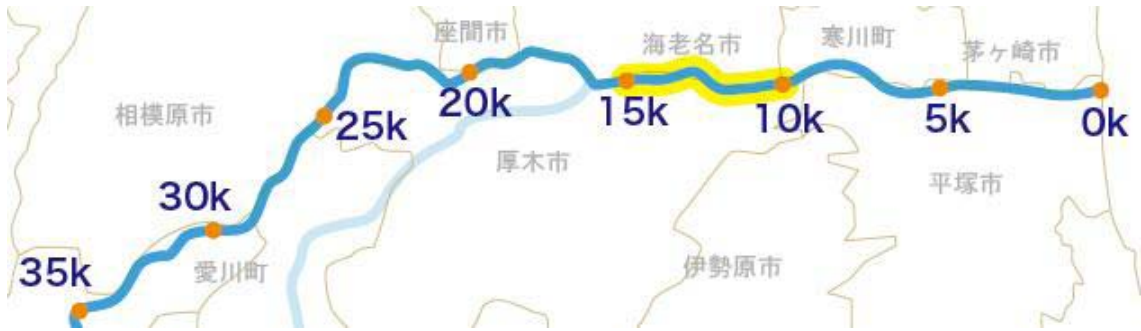 座間市
海老名市
寒川町
茅ヶ崎市
相模原市
20k
15k
10k
5k
0k
25k
厚木市
平塚市
30k
35k
愛川町
伊勢原市